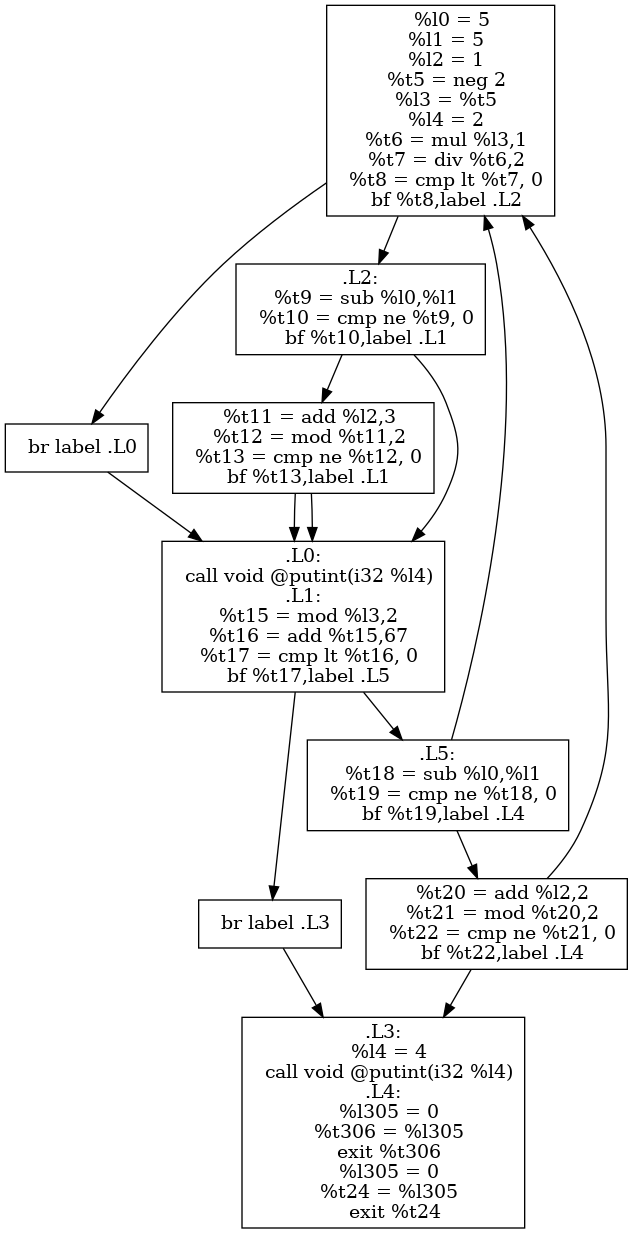 %l0 = 5
%l1 = 5
%l2 = 1
%t5 = neg 2
%l3 = %t5
%l4 = 2
%t6 = mul %l3,1
%t7 = div %t6,2
%t8 = cmp lt %t7, 0
bf %t8,label .L2
.L2:
%t9 = sub %l0,%l1
%t10 = cmp ne %t9, 0
bf %t10,label .L1
%t11 = add %l2,3
%t12 = mod %t11,2
%t13 = cmp ne %t12, 0
bf %t13,label .L1
br label .L0
.L0:
call void @putint(i32 %l4)
.L1:
%t15 = mod %l3,2
%t16 = add %t15,67
%t17 = cmp lt %t16, 0
bf %t17,label .L5
.L5:
%t18 = sub %l0,%l1
%t19 = cmp ne %t18, 0
bf %t19,label .L4
%t20 = add %l2,2
%t21 = mod %t20,2
%t22 = cmp ne %t21, 0
bf %t22,label .L4
br label .L3
.L3:
%l4 = 4
call void @putint(i32 %l4)
.L4:
%l305 = 0
%t306 = %l305
exit %t306
%l305 = 0
%t24 = %l305
exit %t24